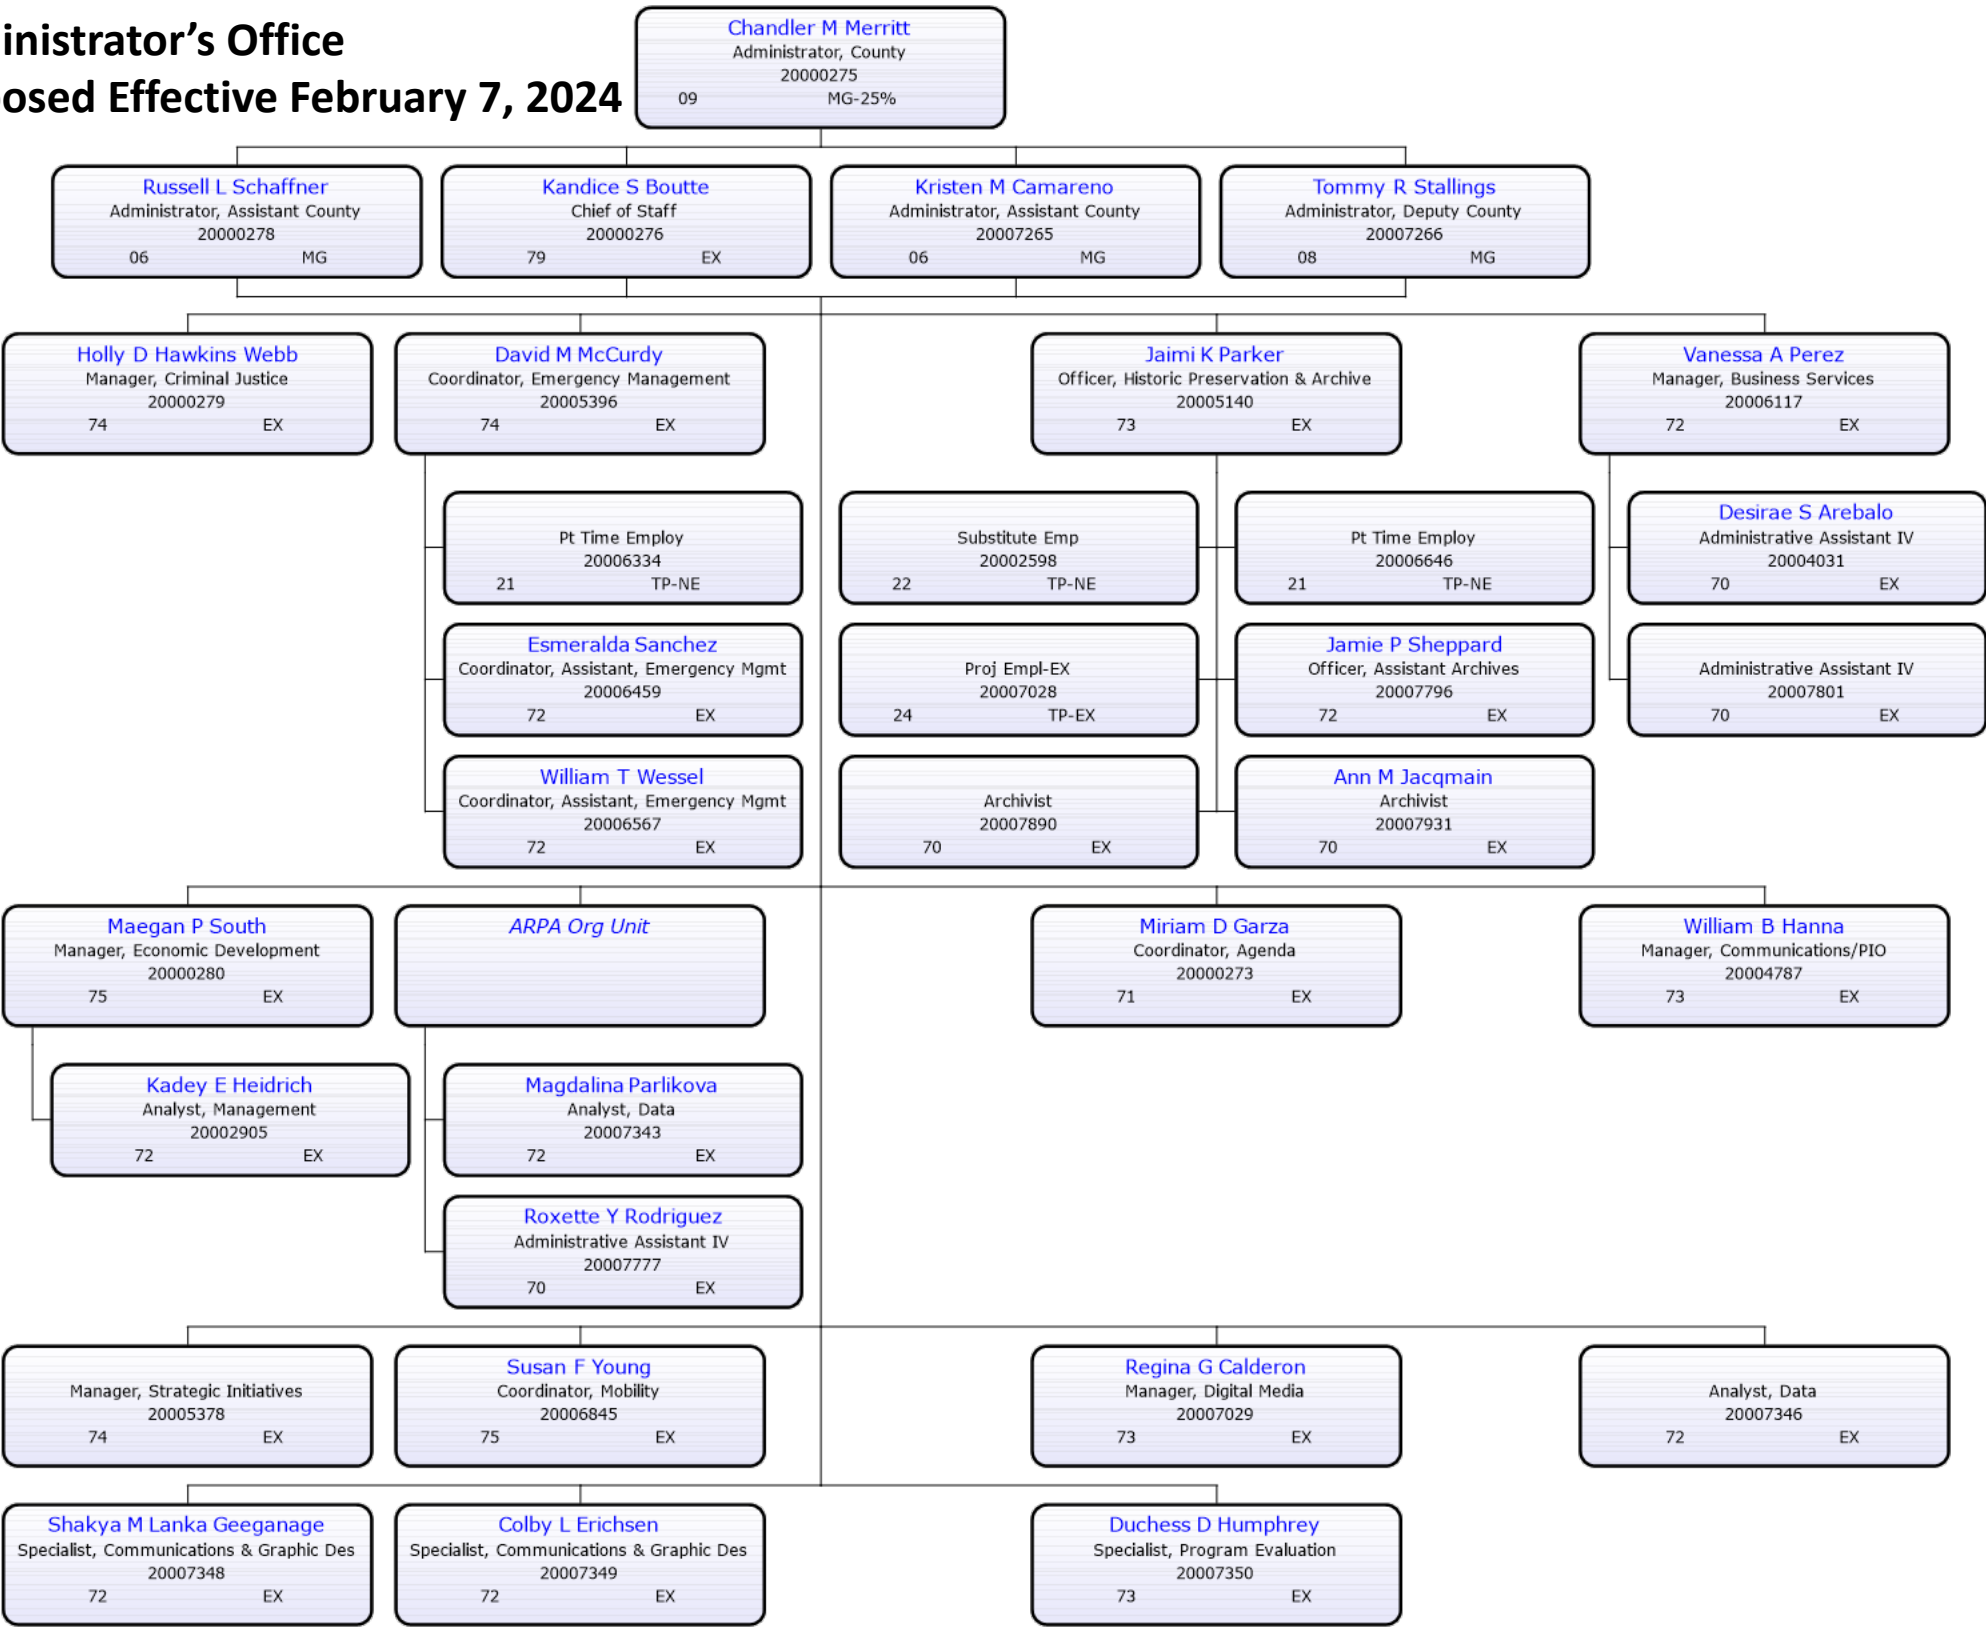 inistrator’s Office
osed Effective February 7, 2024
Chandler M Merritt
Administrator, County
20000275
09 MG-25%
Russell L Schaffner
Administrator, Assistant County
20000278
06 MG
Kandice S Boutte
Chief of Staff
20000276
79 EX
Kristen M Camareno
Administrator, Assistant County
20007265
06 MG
Tommy R Stallings
Administrator, Deputy County
20007266
08 MG
Holly D Hawkins Webb
Manager, Criminal Justice
20000279
74 EX
David M McCurdy
Coordinator, Emergency Management
20005396
74 EX
Jaimi K Parker
Officer, Historic Preservation & Archive
20005140
73 EX
Vanessa A Perez
Manager, Business Services
20006117
72 EX
Pt Time Employ
20006334
21 TP-NE
Substitute Emp
20002598
22 TP-NE
Pt Time Employ
20006646
21 TP-NE
Desirae S Arebalo
Administrative Assistant IV
20004031
70 EX
Esmeralda Sanchez
Coordinator, Assistant, Emergency Mgmt
20006459
72 EX
Proj Empl-EX
20007028
24 TP-EX
Jamie P Sheppard
Officer, Assistant Archives
20007796
72 EX
Administrative Assistant IV
20007801
70 EX
William T Wessel
Coordinator, Assistant, Emergency Mgmt
20006567
72 EX
Archivist
20007890
70 EX
Ann M Jacqmain
Archivist
20007931
70 EX
Maegan P South
Manager, Economic Development
20000280
75 EX
ARPA Org Unit
Miriam D Garza
Coordinator, Agenda
20000273
71 EX
William B Hanna
Manager, Communications/PIO
20004787
73 EX
Kadey E Heidrich
Analyst, Management
20002905
72 EX
Magdalina Parlikova
Analyst, Data
20007343
72 EX
Roxette Y Rodriguez
Administrative Assistant IV
20007777
70 EX
Manager, Strategic Initiatives
20005378
74 EX
Susan F Young
Coordinator, Mobility
20006845
75 EX
Regina G Calderon
Manager, Digital Media
20007029
73 EX
Analyst, Data
20007346
72 EX
Shakya M Lanka Geeganage
Specialist, Communications & Graphic Des
20007348
72 EX
Colby L Erichsen
Specialist, Communications & Graphic Des
20007349
72 EX
Duchess D Humphrey
Specialist, Program Evaluation
20007350
73 EX